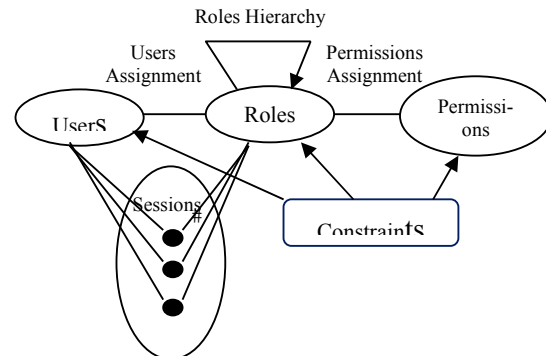 Roles Hierarchy
Users
Assignment
Permissions
Assignment
Users
Roles
Permissi-
ons
Sessions
#
Constraints